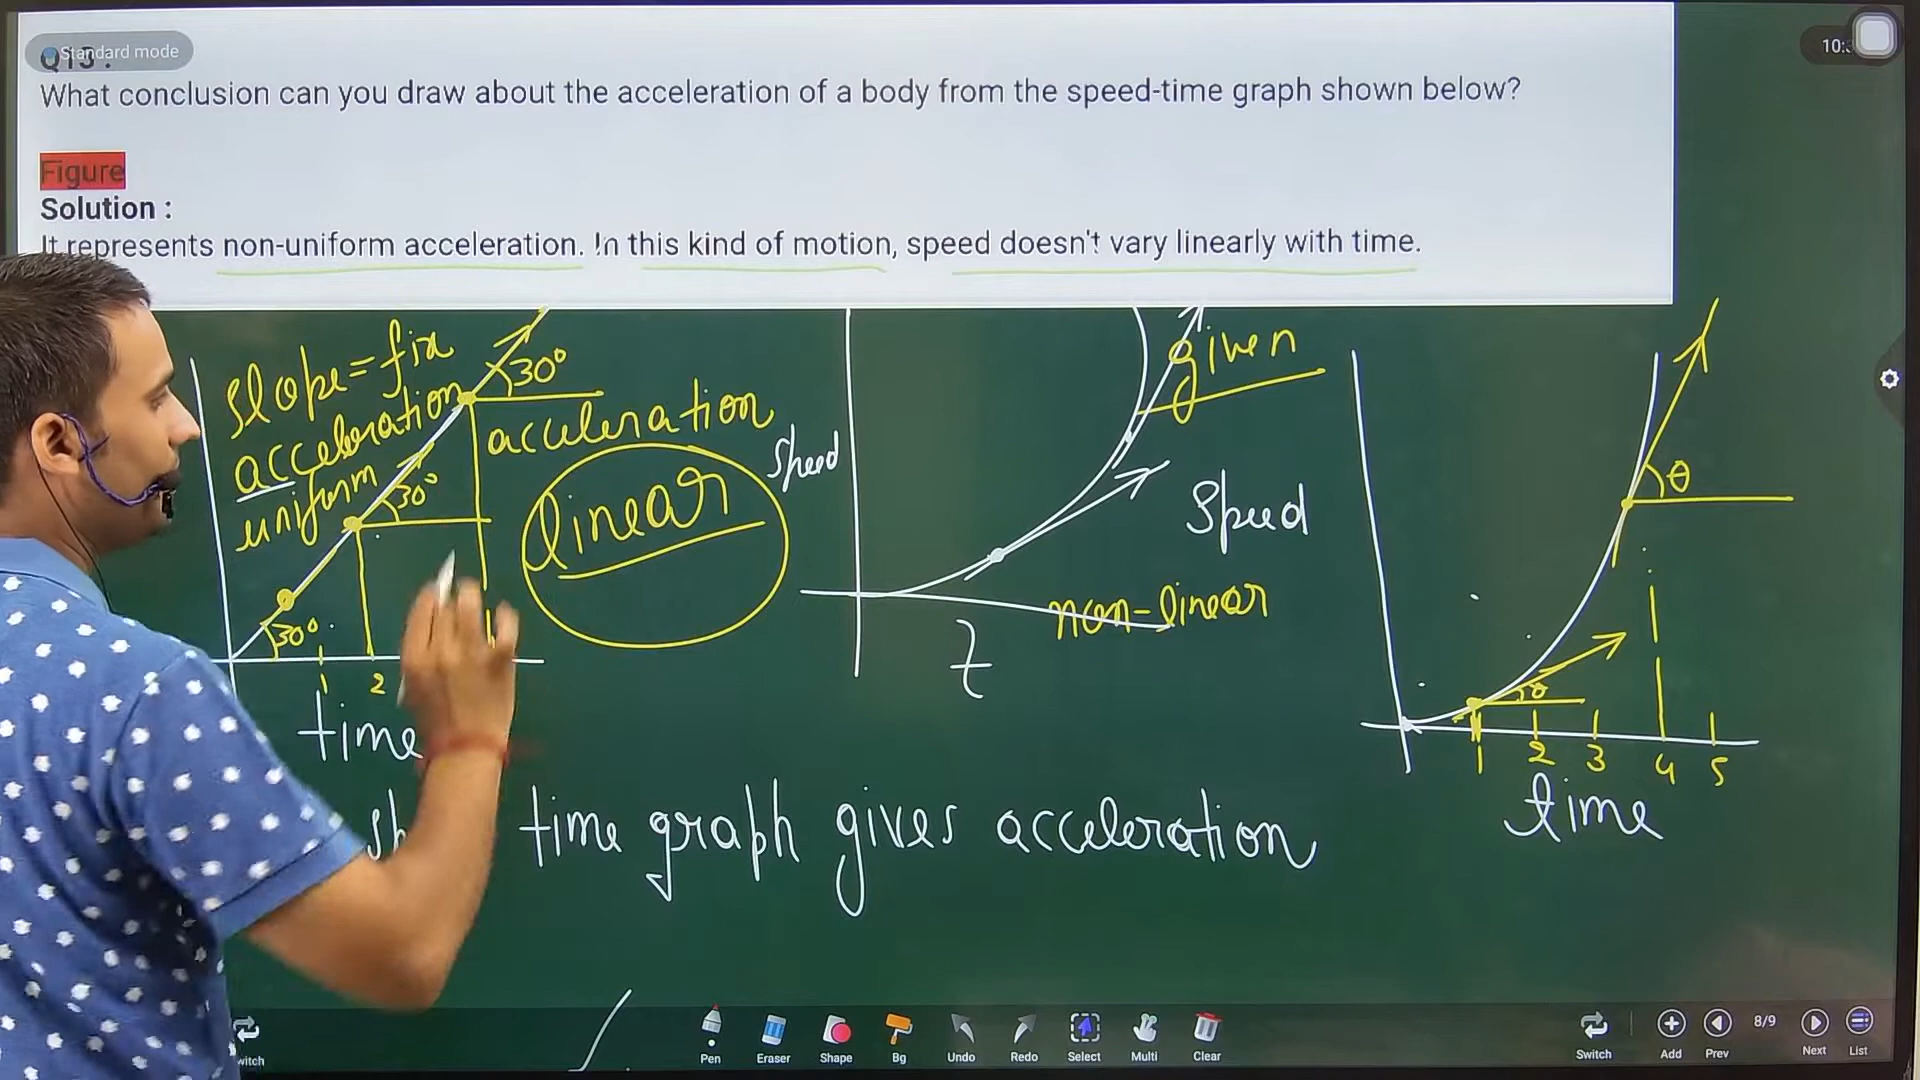 Standard mode
10:
Q13 :
What conclusion can you draw about the acceleration of a body from the speed-time graph shown below?
Figure
Solution :
It represents non-uniform acceleration. In this kind of motion, speed doesn't vary linearly with time.
slope = fix
acceleration
uniform
30°
30°
30°
1 2
time
acceleration
linear
speed
given
speed
non-linear
t
θ
θ
1 2 3 4 5
time
time graph gives acceleration
witch
Pen Eraser Shape Bg Undo Redo Select Multi Clear
Switch Add Prev 8/9 Next List